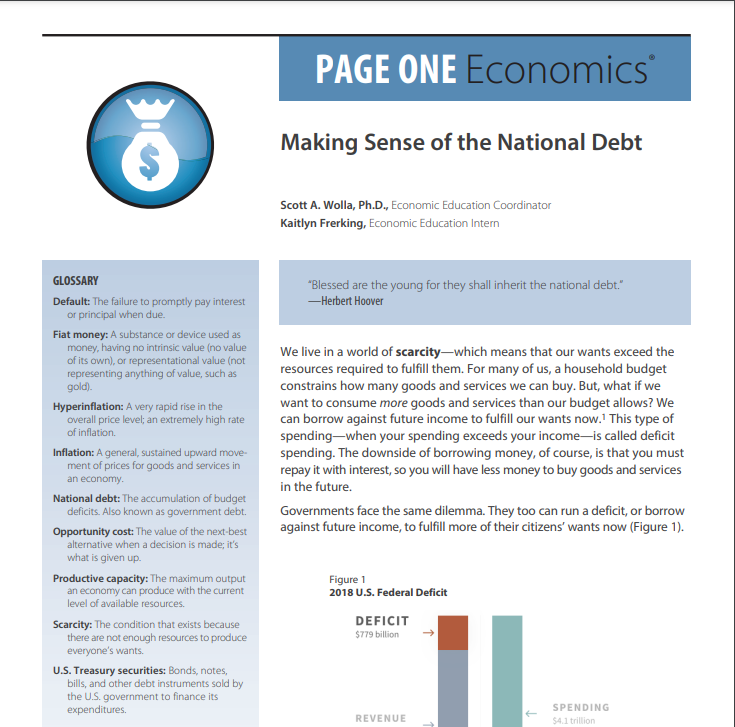 PAGE ONE Economics®
$
Making Sense of the National Debt
Scott A. Wolla, Ph.D., Economic Education Coordinator
Kaitlyn Frerking, Economic Education Intern
GLOSSARY
Default: The failure to promptly pay interest
or principal when due.
Fiat money: A substance or device used as
money, having no intrinsic value (no value
of its own), or representational value (not
representing anything of value, such as
gold).
Hyperinflation: A very rapid rise in the
overall price level; an extremely high rate
of inflation.
Inflation: A general, sustained upward move-
ment of prices for goods and services in
an economy.
National debt: The accumulation of budget
deficits. Also known as government debt.
Opportunity cost: The value of the next-best
alternative when a decision is made; it's
what is given up.
Productive capacity: The maximum output
an economy can produce with the current
level of available resources.
Scarcity: The condition that exists because
there are not enough resources to produce
everyone's wants.
U.S. Treasury securities: Bonds, notes,
bills, and other debt instruments sold by
the U.S. government to finance its
expenditures.
"Blessed are the young for they shall inherit the national debt."
—Herbert Hoover
We live in a world of scarcity—which means that our wants exceed the
resources required to fulfill them. For many of us, a household budget
constrains how many goods and services we can buy. But, what if we
want to consume more goods and services than our budget allows? We
can borrow against future income to fulfill our wants now.¹ This type of
spending—when your spending exceeds your income—is called deficit
spending. The downside of borrowing money, of course, is that you must
repay it with interest, so you will have less money to buy goods and services
in the future.
Governments face the same dilemma. They too can run a deficit, or borrow
against future income, to fulfill more of their citizens' wants now (Figure 1).
Figure 1
2018 U.S. Federal Deficit
DEFICIT
$779 billion
REVENUE
SPENDING
$4.1 trillion